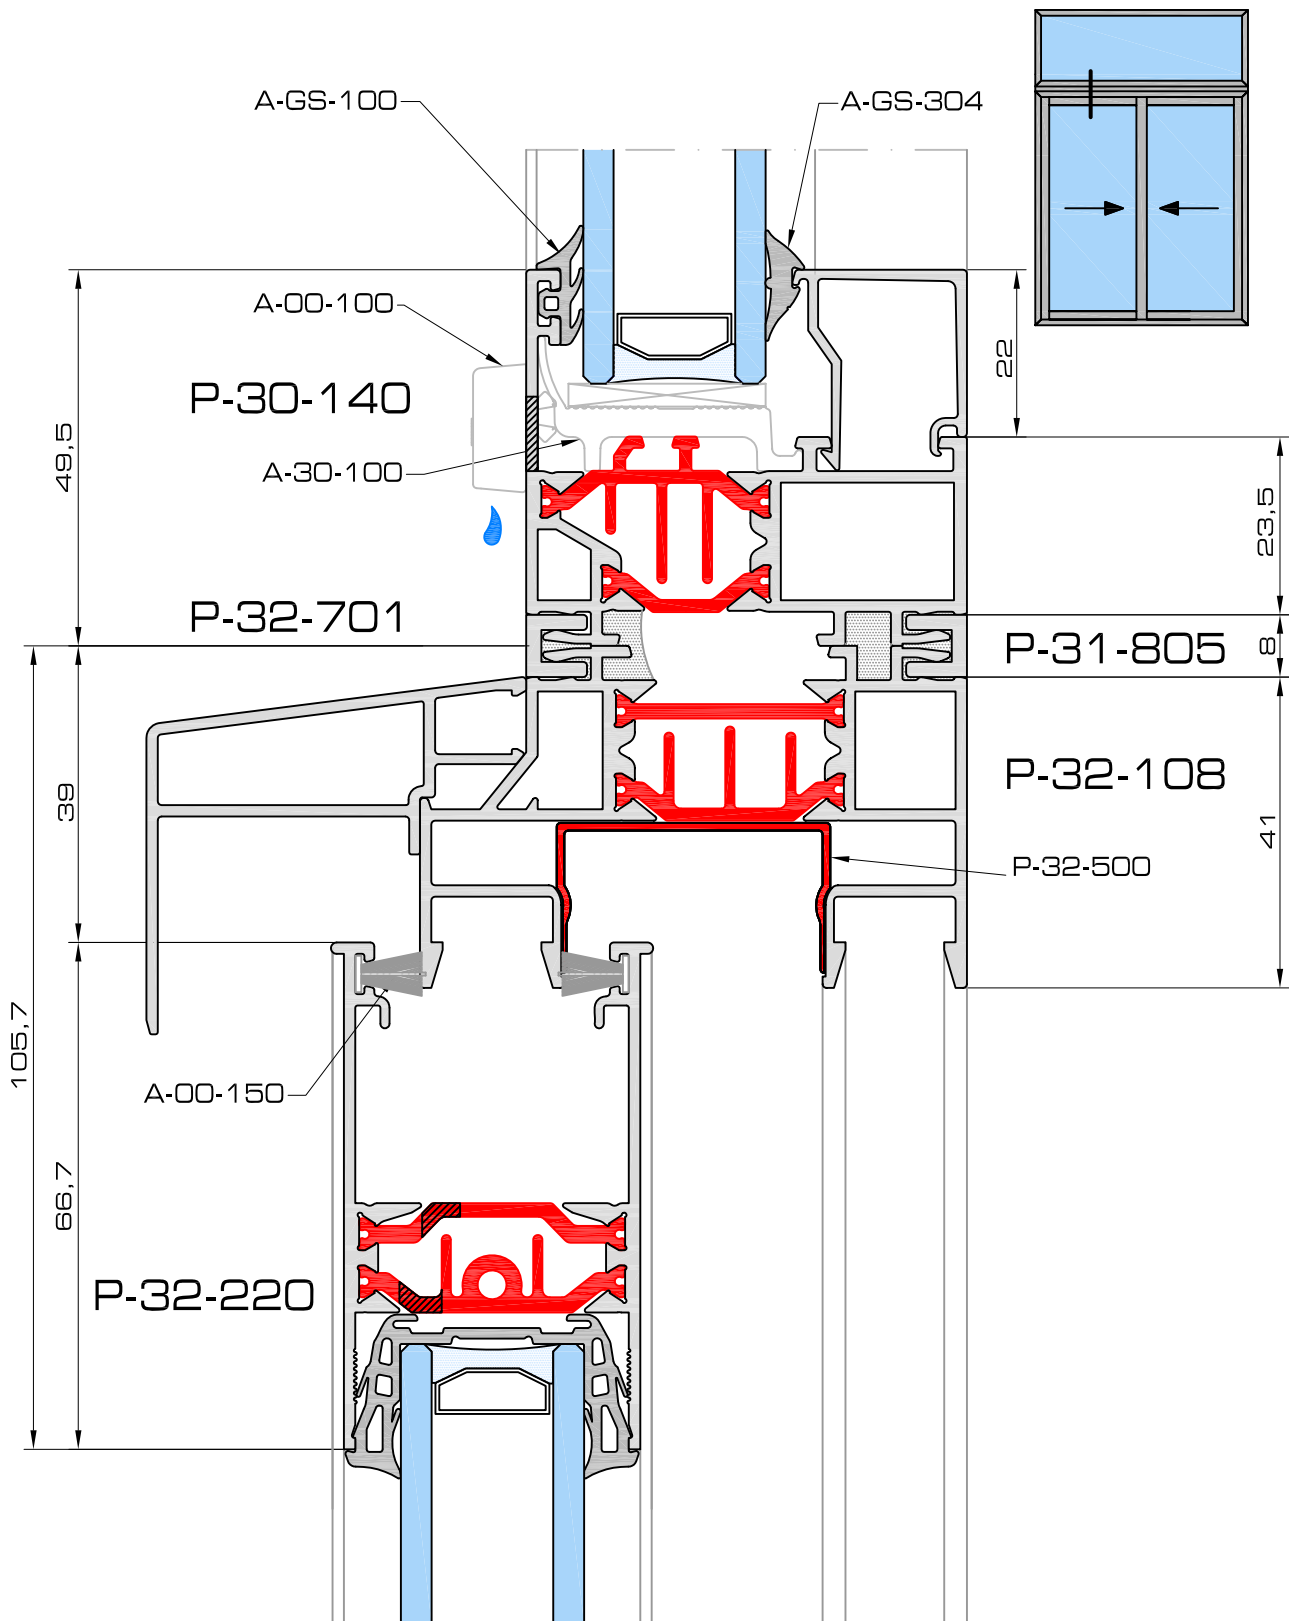 A-GS-100
A-GS-304
A-00-100
P-30-140
A-30-100
22
49,5
23,5
P-32-701
P-31-805
8
P-32-108
39
41
P-32-500
105,7
A-00-150
66,7
P-32-220